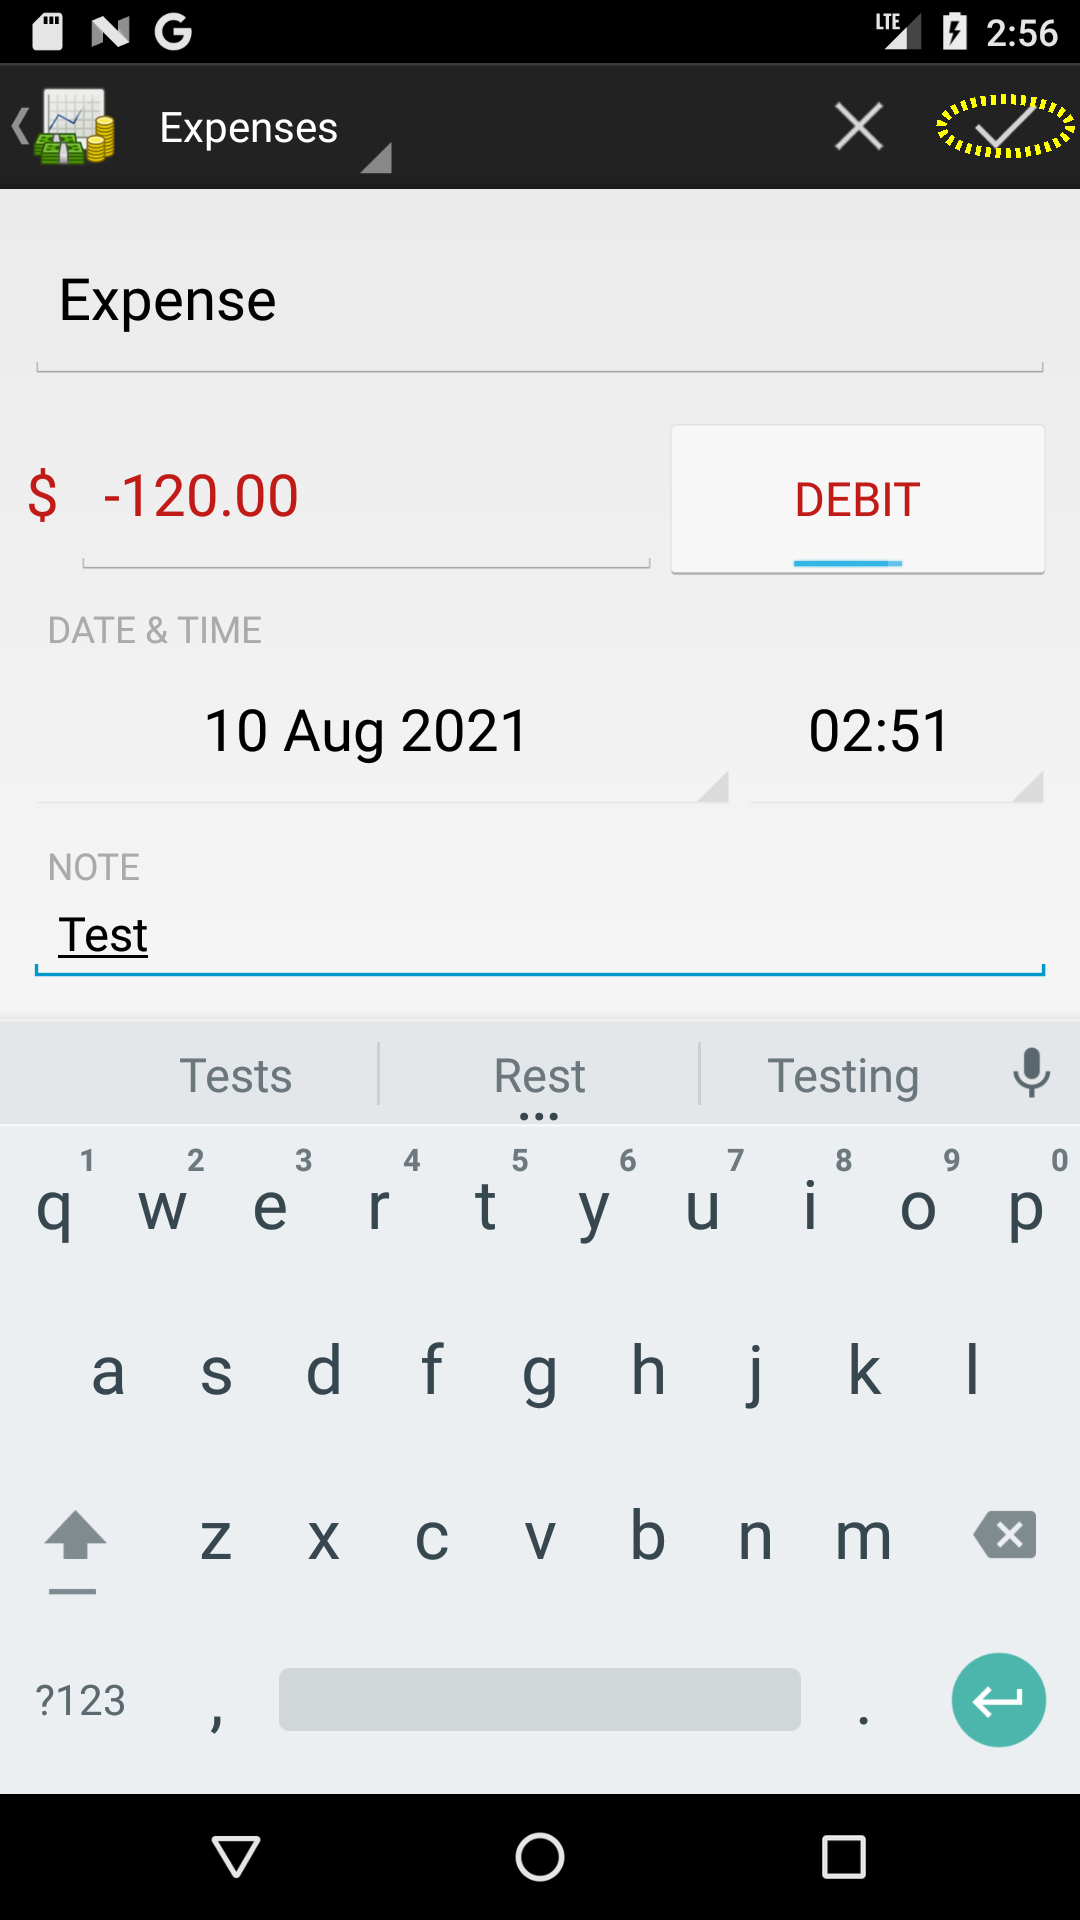 LTE 2:56
Expenses
Expense
$ -120.00 DEBIT
DATE & TIME
10 Aug 2021 02:51
NOTE
Test
Tests Rest Testing
1 2 3 4 5 6 7 8 9 0
q w e r t y u i o p
a s d f g h j k l
z x c v b n m
?123 , .